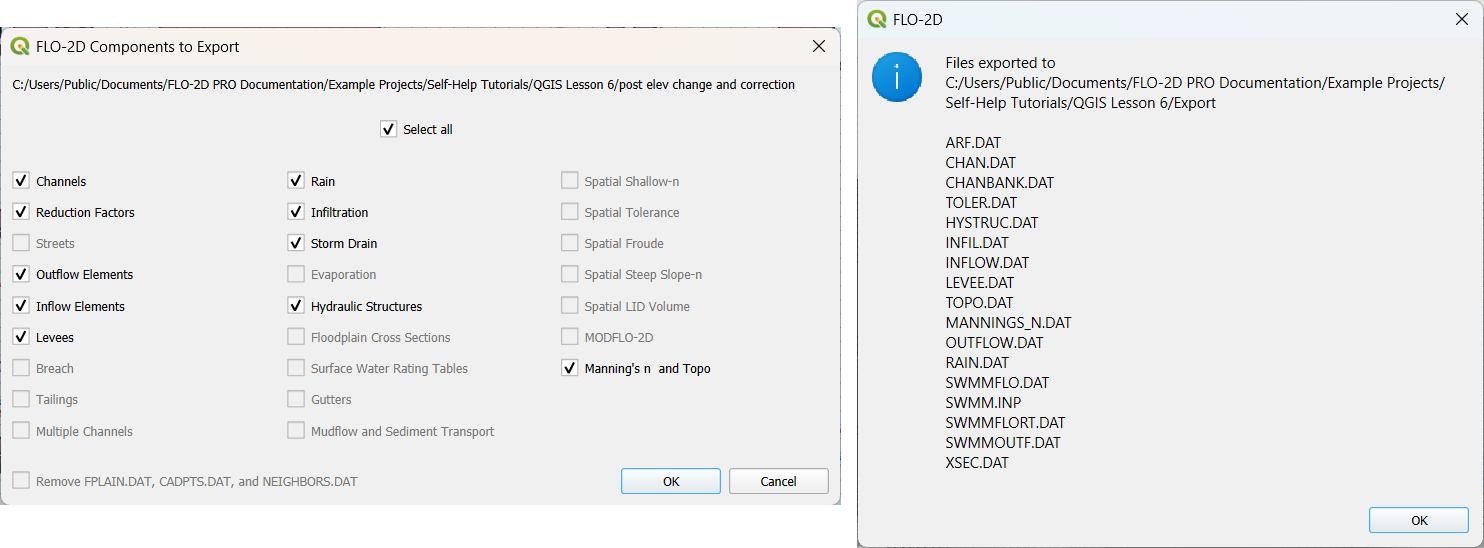 FLO-2D Components to Export
C:/Users/Public/Documents/FLO-2D PRO Documentation/Example Projects/Self-Help Tutorials/QGIS Lesson 6/post elev change and correction
Select all
Channels
Reduction Factors
Streets
Outflow Elements
Inflow Elements
Levees
Breach
Tailings
Multiple Channels
Rain
Infiltration
Storm Drain
Evaporation
Hydraulic Structures
Floodplain Cross Sections
Surface Water Rating Tables
Gutters
Mudflow and Sediment Transport
Spatial Shallow-n
Spatial Tolerance
Spatial Froude
Spatial Steep Slope-n
Spatial LID Volume
MODFLO-2D
Manning's n and Topo
Remove FPLAIN.DAT, CADPTS.DAT, and NEIGHBORS.DAT
OK
Cancel
FLO-2D
Files exported to
C:/Users/Public/Documents/FLO-2D PRO Documentation/Example Projects/
Self-Help Tutorials/QGIS Lesson 6/Export
ARF.DAT
CHAN.DAT
CHANBANK.DAT
TOLER.DAT
HYSTRUC.DAT
INFIL.DAT
INFLOW.DAT
LEVEE.DAT
TOPO.DAT
MANNINGS_N.DAT
OUTFLOW.DAT
RAIN.DAT
SWMMFLO.DAT
SWMM.INP
SWMMFLORT.DAT
SWMMOUTF.DAT
XSEC.DAT
OK